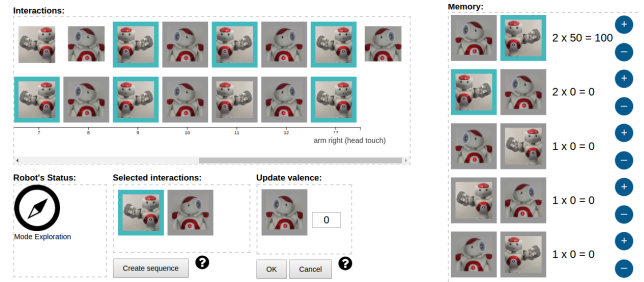 Interactions:
7 8 9 10 11 12
arm right (head touch)
Robot's Status:
Mode Exploration
Selected interactions:
Create sequence
?
Update valence:
0
OK Cancel
?
Memory:
2 x 50 = 100
+
−
2 x 0 = 0
+
−
1 x 0 = 0
+
−
1 x 0 = 0
+
−
1 x 0 = 0
+
−